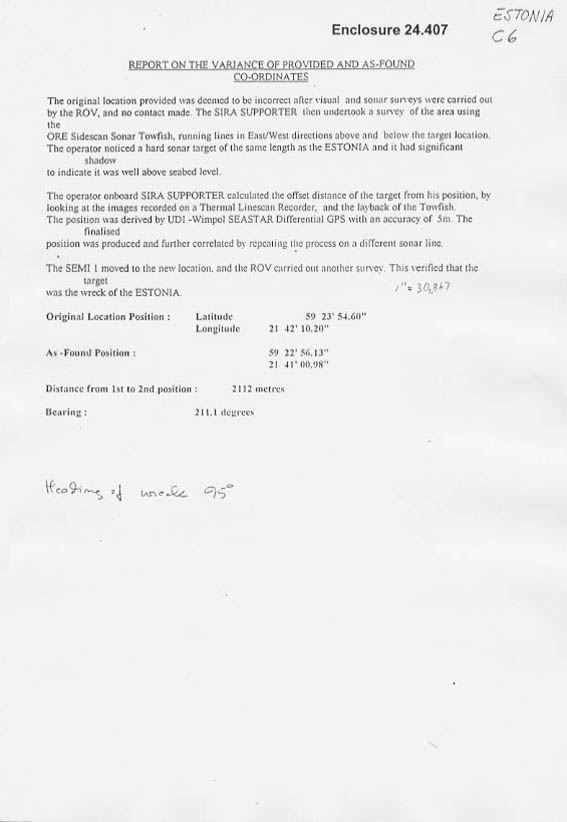 ESTONIA
Enclosure 24.407
C6
REPORT ON THE VARIANCE OF PROVIDED AND AS-FOUND
CO-ORDINATES
The original location provided was deemed to be incorrect after visual and sonar surveys were carried out
by the ROV, and no contact made. The SIRA SUPPORTER then undertook a survey of the area using
the
ORE Sidescan Sonar Towfish, running lines in East/West directions above and below the target location.
The operator noticed a hard sonar target of the same length as the ESTONIA and it had significant
shadow
to indicate it was well above seabed level.
The operator onboard SIRA SUPPORTER calculated the offset distance of the target from his position, by
looking at the images recorded on a Thermal Linescan Recorder, and the layback of the Towfish.
The position was derived by UDI -Wimpol SEASTAR Differential GPS with an accuracy of 5m. The
finalised
position was produced and further correlated by repeating the process on a different sonar line.
The SEMI 1 moved to the new location, and the ROV carried out another survey. This verified that the
target
was the wreck of the ESTONIA.
1" = 30,867
Original Location Position : Latitude 59 23' 54.60"
Longitude 21 42' 10.20"
As -Found Position : 59 22' 56.13"
21 41' 00.98"
Distance from 1st to 2nd position : 2112 metres
Bearing : 211.1 degrees
Heading of wreck 95°